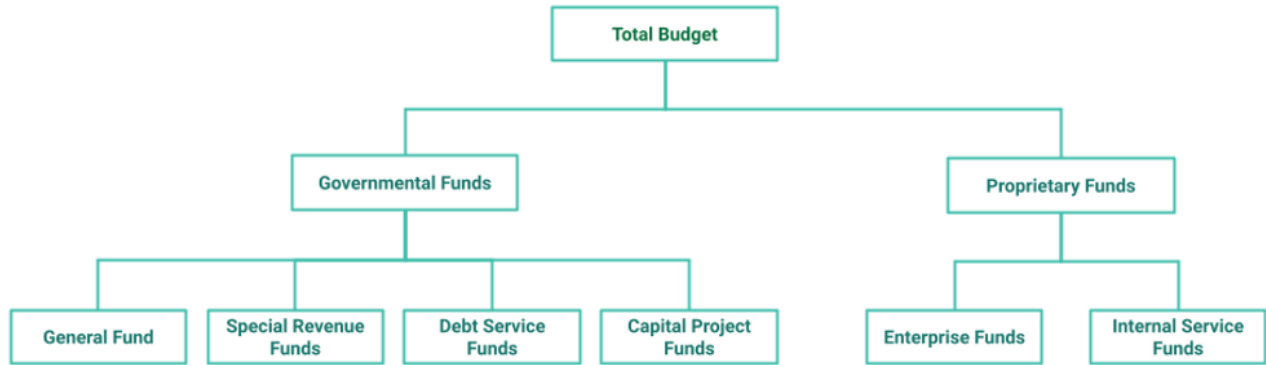 Total Budget
Governmental Funds
Proprietary Funds
General Fund
Special Revenue
Funds
Debt Service
Funds
Capital Project
Funds
Enterprise Funds
Internal Service
Funds